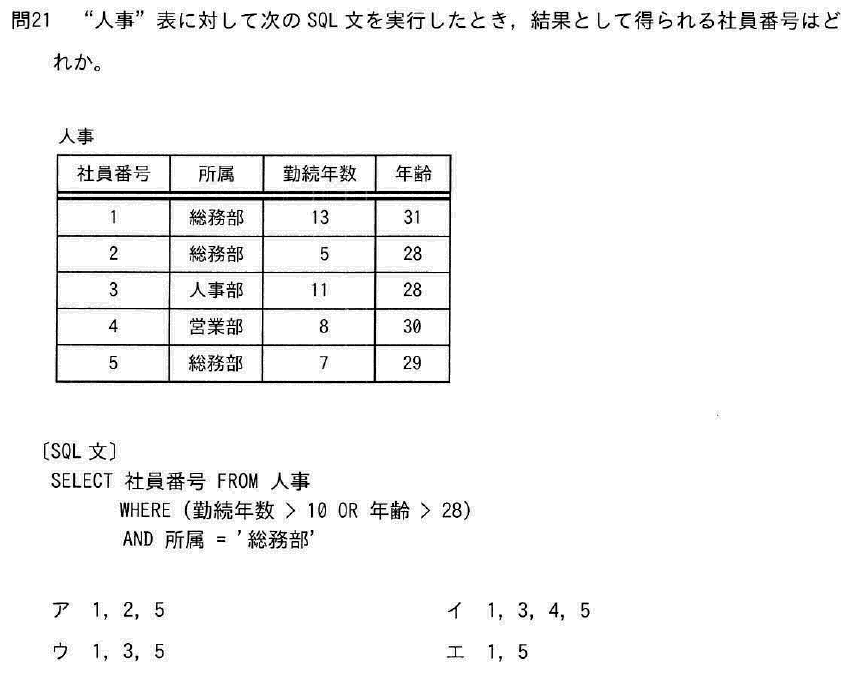 問21 “人事”表に対して次のSQL文を実行したとき，結果として得られる社員番号はど
れか。
人事
社員番号 所属 勤続年数 年齢
1 総務部 13 31
2 総務部 5 28
3 人事部 11 28
4 営業部 8 30
5 総務部 7 29
〔SQL 文〕
SELECT 社員番号 FROM 人事
WHERE (勤続年数 > 10 OR 年齢 > 28)
AND 所属 = '総務部'
ア 1, 2, 5 イ 1, 3, 4, 5
ウ 1, 3, 5 エ 1, 5